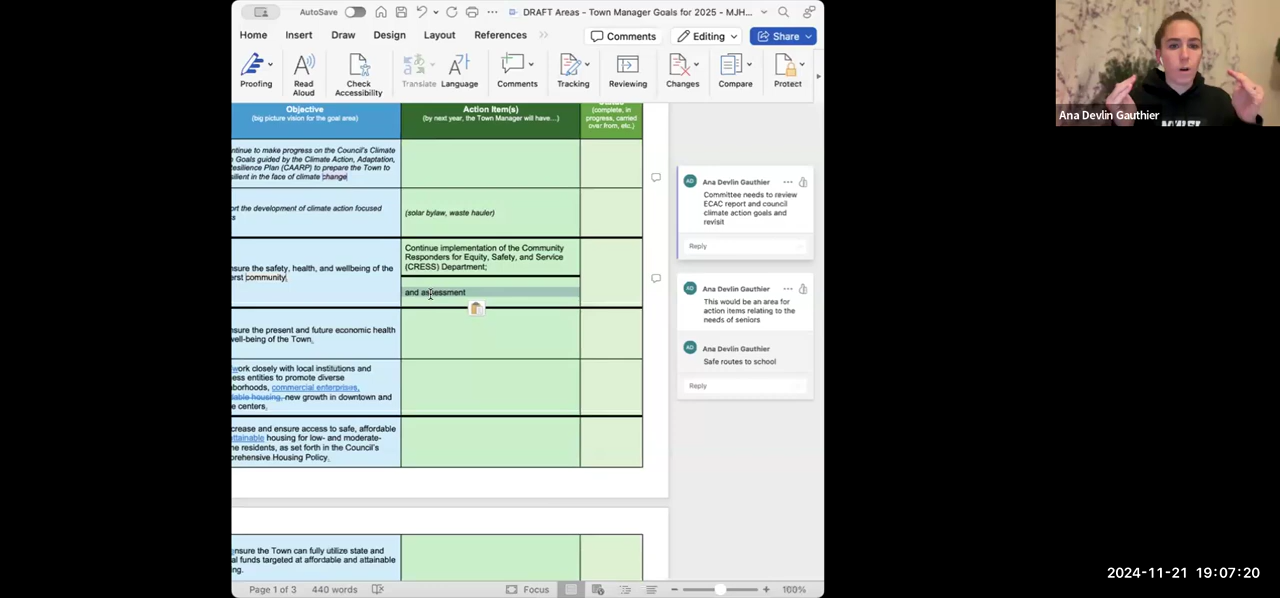 AutoSave
DRAFT Areas - Town Manager Goals for 2025 - MJH...
Home Insert Draw Design Layout References
Comments Editing Share
Proofing Read Aloud Check Accessibility Translate Language Comments Tracking Reviewing Changes Compare Protect
Objective
(big picture vision for the goal area)
Action Item(s)
(by next year, the Town Manager will have...)
(complete, in
progress, carried
over from, etc.)
ntinue to make progress on the Council's Climate
n Goals guided by the Climate Action, Adaptation,
esilience Plan (CAARP) to prepare the Town to
silient in the face of climate change
ort the development of climate action focused
s
(solar bylaw, waste hauler)
nsure the safety, health, and wellbeing of the
erst community.
Continue implementation of the Community
Responders for Equity, Safety, and Service
(CRESS) Department;
and assessment
nsure the present and future economic health
well-being of the Town.
work closely with local institutions and
ess entities to promote diverse
hborhoods, commercial enterprises,
dable housing, new growth in downtown and
e centers.
crease and ensure access to safe, affordable
attainable housing for low- and moderate-
me residents, as set forth in the Council's
prehensive Housing Policy.
ensure the Town can fully utilize state and
al funds targeted at affordable and attainable
ng.
Ana Devlin Gauthier
Committee needs to review
ECAC report and council
climate action goals and
revisit
Reply
Ana Devlin Gauthier
This would be an area for
action items relating to the
needs of seniors
Ana Devlin Gauthier
Safe routes to school
Reply
AD
AD
AD
Page 1 of 3 440 words Focus 100%
Ana Devlin Gauthier
2024-11-21 19:07:20